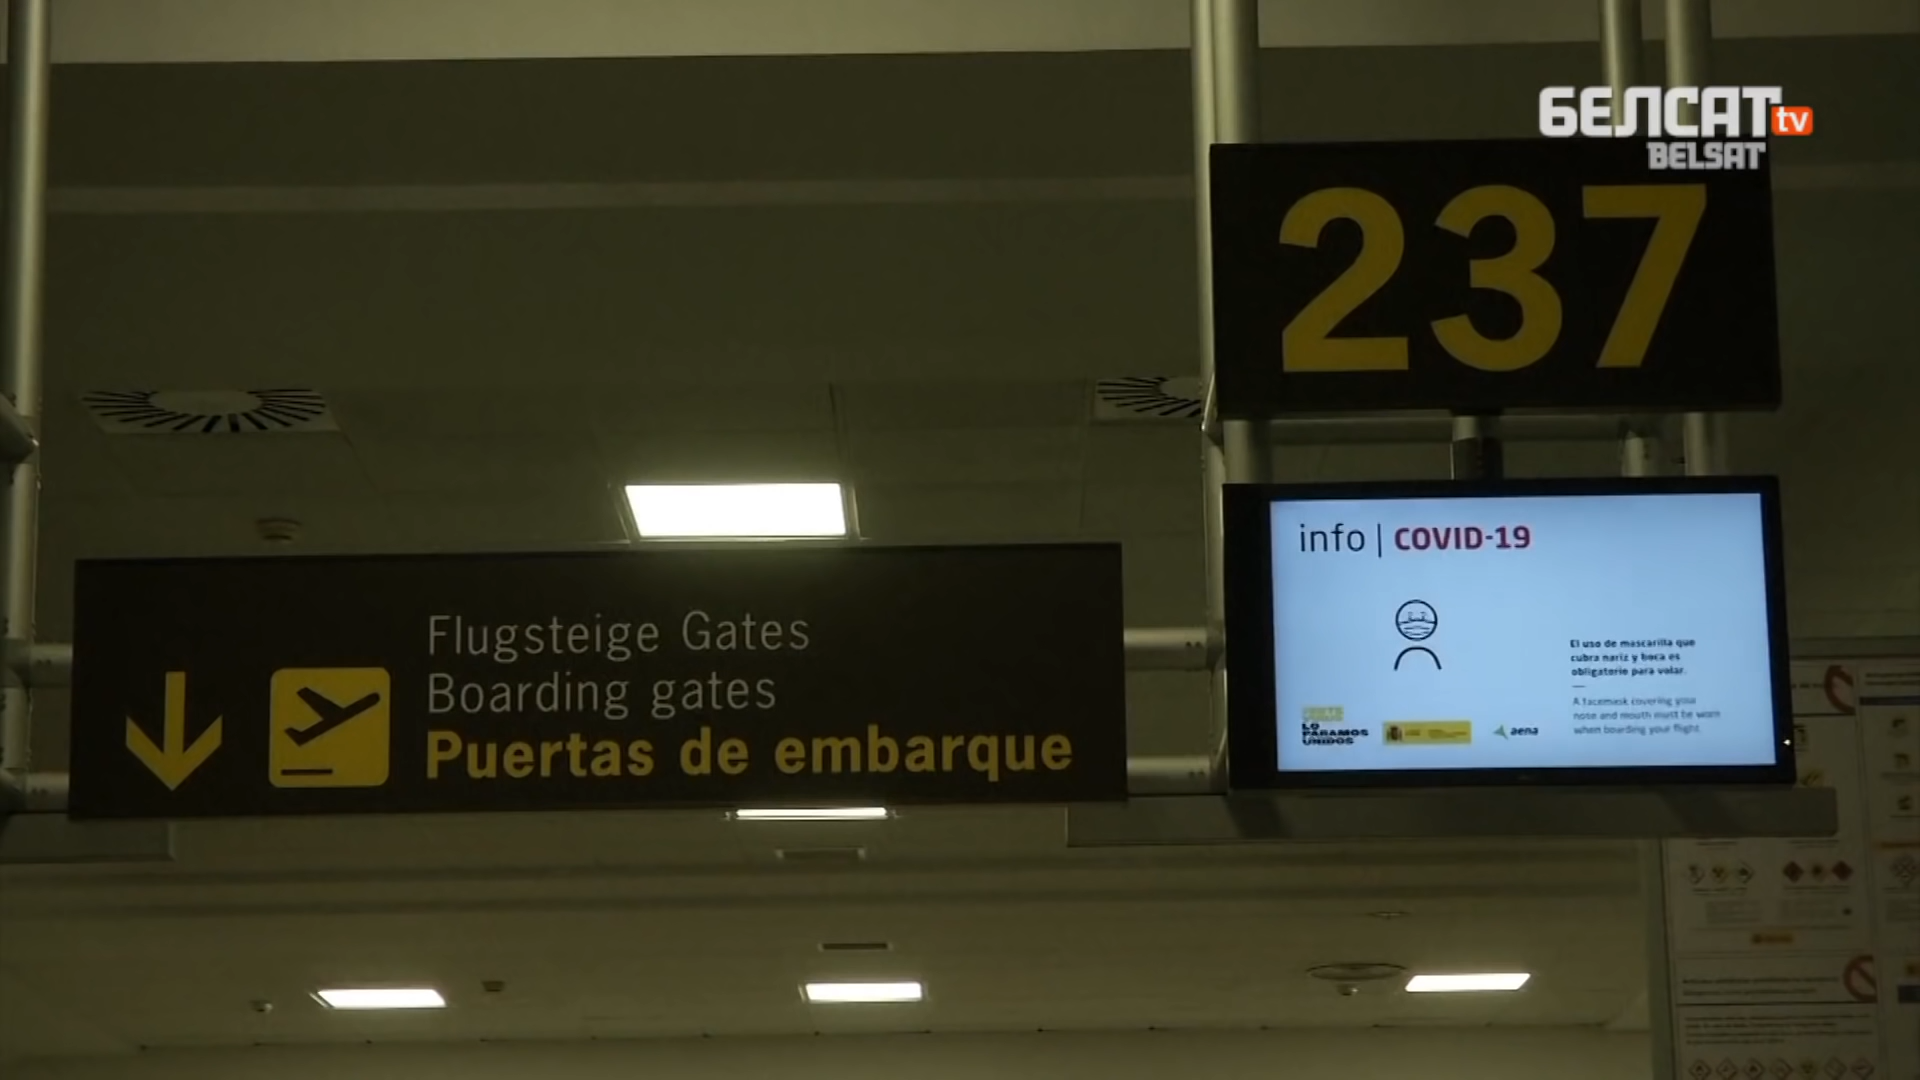 БЕЛСАТ tv
BELSAT
237
info | COVID-19
El uso de mascarilla que
cubra nariz y boca es
obligatorio para volar.
A facemask covering your
nose and mouth must be worn
when boarding your flight.
LO
PARAMOS
UNIDOS
aena
Flugsteige Gates
Boarding gates
Puertas de embarque